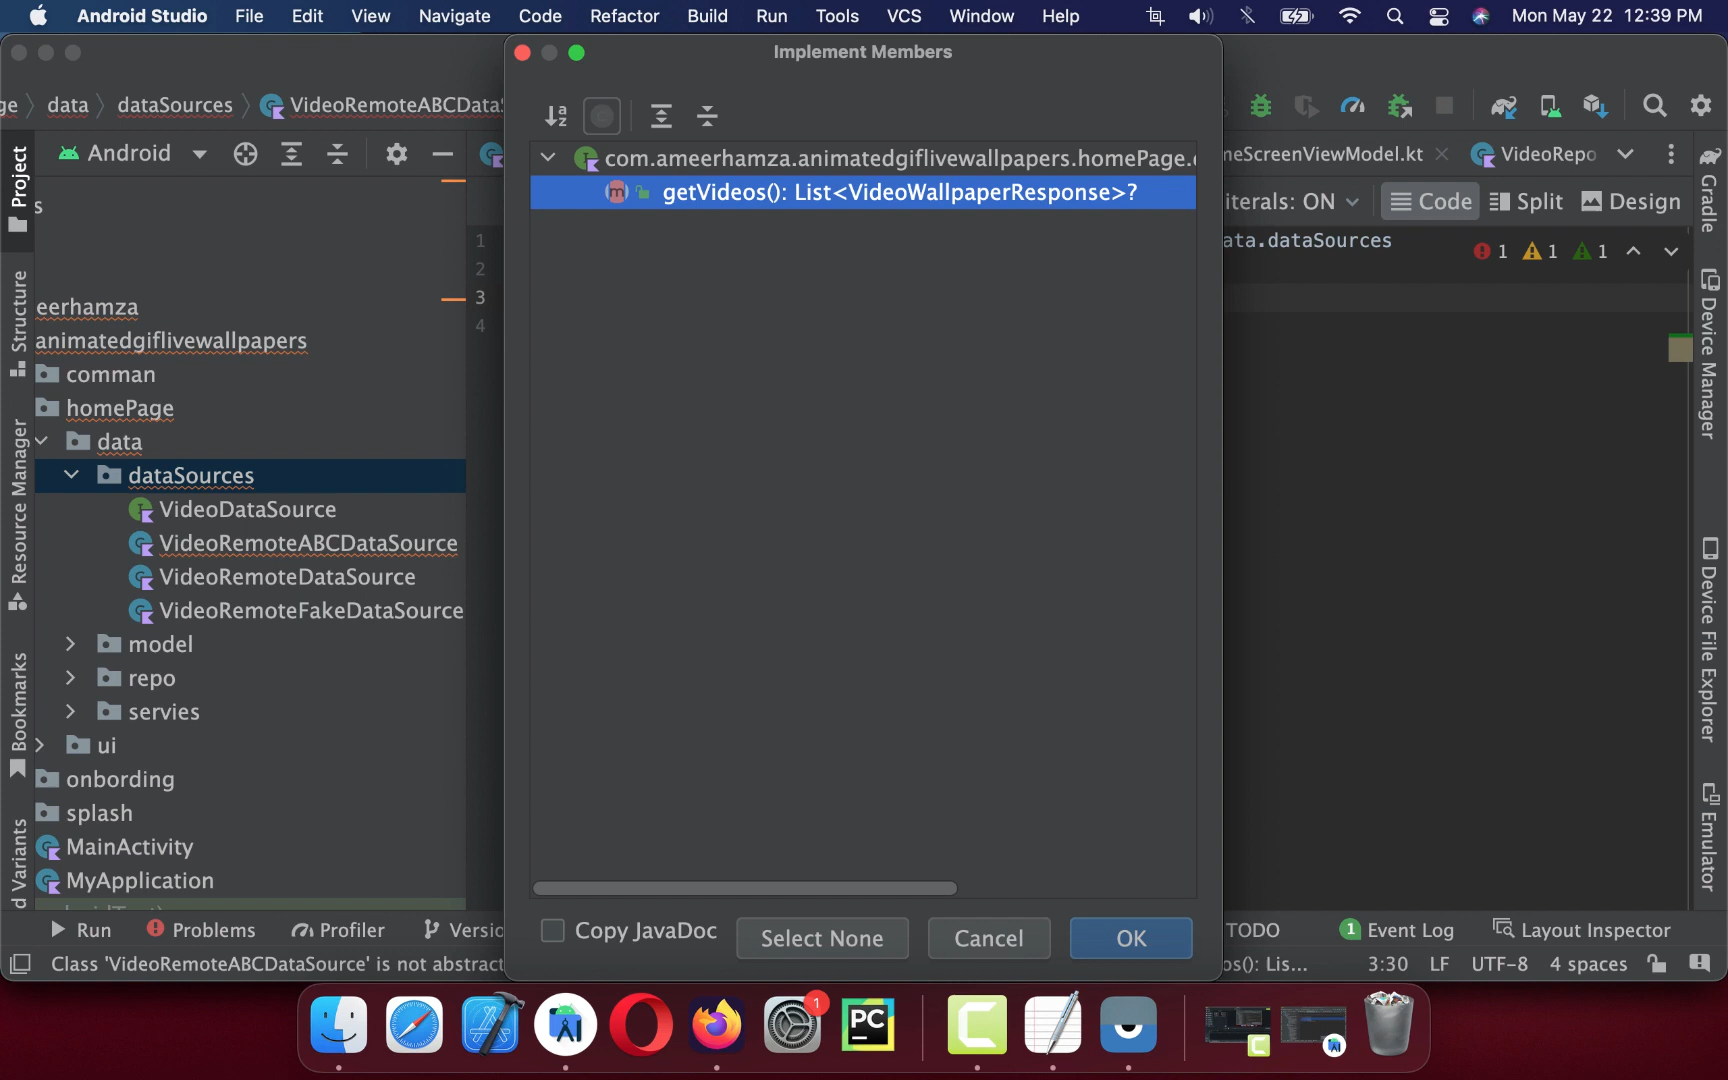 Android Studio File Edit View Navigate Code Refactor Build Run Tools VCS Window Help Mon May 22 12:39 PM
Implement Members
ge data dataSources VideoRemoteABCDataS
Android
s
eerhamza
animatedgiflivewallpapers
comman
homePage
data
dataSources
VideoDataSource
VideoRemoteABCDataSource
VideoRemoteDataSource
VideoRemoteFakeDataSource
model
repo
servies
ui
onbording
splash
MainActivity
MyApplication
Project
Structure
Resource Manager
Bookmarks
d Variants
1
2
3
4
com.ameerhamza.animatedgiflivewallpapers.homePage.
getVideos(): List<VideoWallpaperResponse>?
Copy JavaDoc Select None Cancel OK
neScreenViewModel.kt VideoRepo
iterals: ON Code Split Design
ata.dataSources 1 1 1
Gradle
Device Manager
Device File Explorer
Emulator
Run Problems Profiler Versio TODO 1 Event Log Layout Inspector
Class 'VideoRemoteABCDataSource' is not abstract os(): Lis... 3:30 LF UTF-8 4 spaces
1
PC